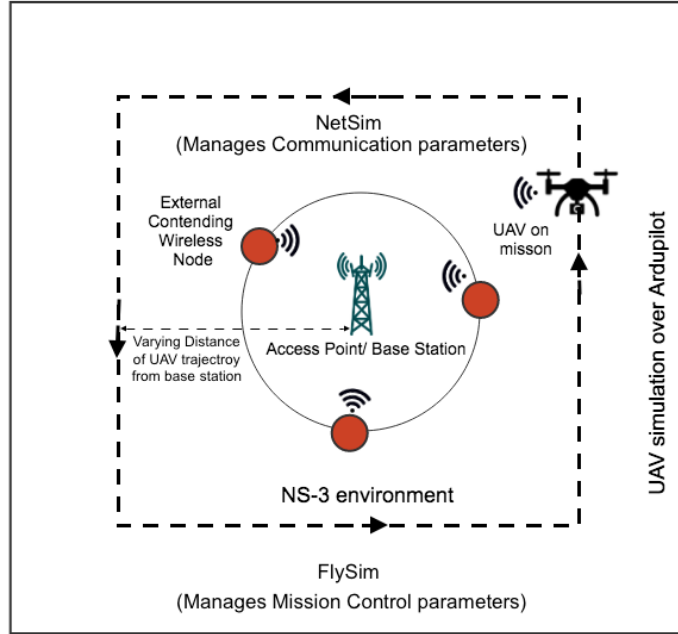 NetSim
(Manages Communication parameters)
External
Contending
Wireless
Node
UAV on
misson
Varying Distance
of UAV trajectroy
from base station
Access Point/ Base Station
UAV simulation over Ardupilot
NS-3 environment
FlySim
(Manages Mission Control parameters)